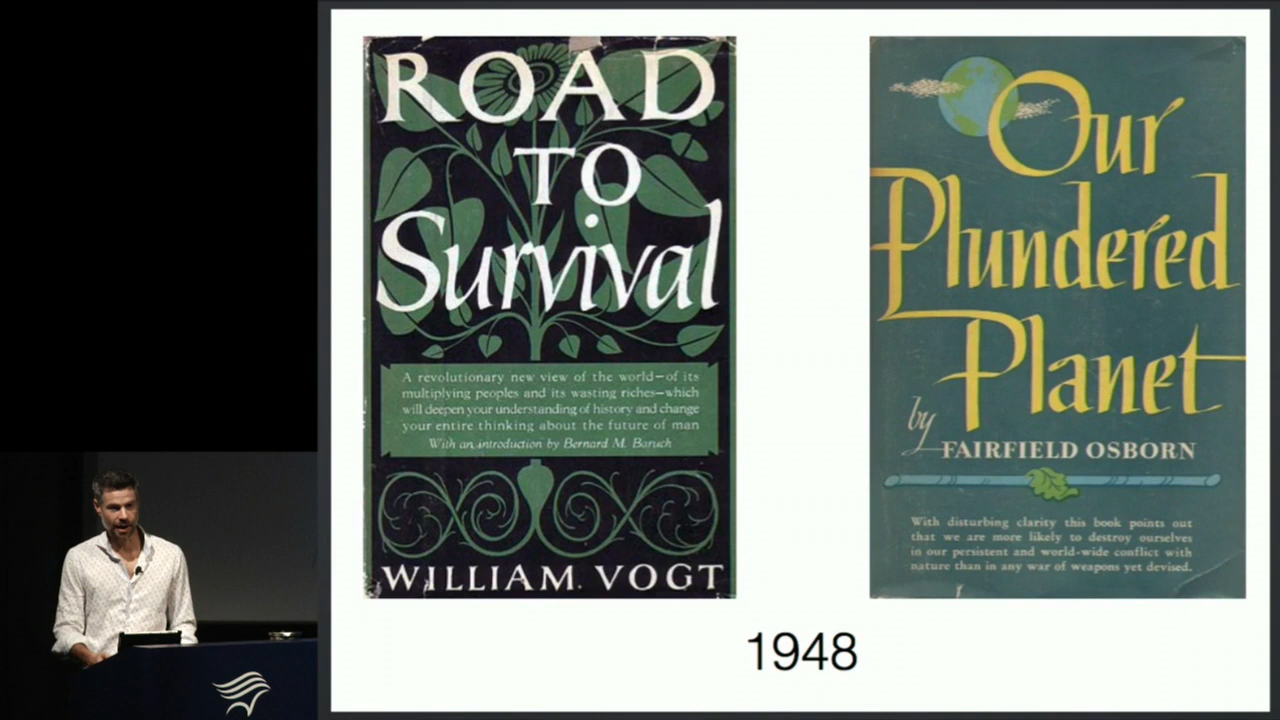 ROAD
TO
Survival
A revolutionary new view of the world—of its
multiplying peoples and its wasting riches—which
will deepen your understanding of history and change
your entire thinking about the future of man
With an introduction by Bernard M. Baruch
WILLIAM VOGT
Our
Plundered
Planet
by
FAIRFIELD OSBORN
With disturbing clarity this book points out
that we are more likely to destroy ourselves
in our persistent and world-wide conflict with
nature than in any war of weapons yet devised.
1948